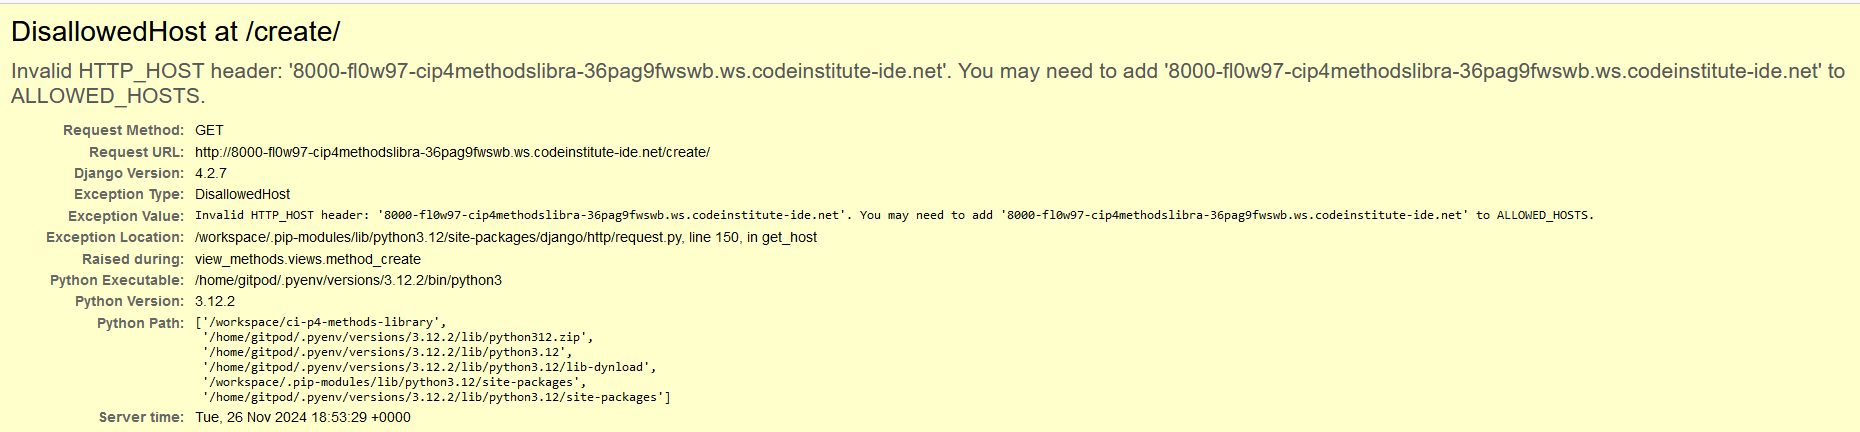 DisallowedHost at /create/
Invalid HTTP_HOST header: '8000-fl0w97-cip4methodslibra-36pag9fwswb.ws.codeinstitute-ide.net'. You may need to add '8000-fl0w97-cip4methodslibra-36pag9fwswb.ws.codeinstitute-ide.net' to
ALLOWED_HOSTS.
Request Method: GET
Request URL: http://8000-fl0w97-cip4methodslibra-36pag9fwswb.ws.codeinstitute-ide.net/create/
Django Version: 4.2.7
Exception Type: DisallowedHost
Exception Value: Invalid HTTP_HOST header: '8000-fl0w97-cip4methodslibra-36pag9fwswb.ws.codeinstitute-ide.net'. You may need to add '8000-fl0w97-cip4methodslibra-36pag9fwswb.ws.codeinstitute-ide.net' to ALLOWED_HOSTS.
Exception Location: /workspace/.pip-modules/lib/python3.12/site-packages/django/http/request.py, line 150, in get_host
Raised during: view_methods.views.method_create
Python Executable: /home/gitpod/.pyenv/versions/3.12.2/bin/python3
Python Version: 3.12.2
Python Path: ['/workspace/ci-p4-methods-library',
'/home/gitpod/.pyenv/versions/3.12.2/lib/python312.zip',
'/home/gitpod/.pyenv/versions/3.12.2/lib/python3.12',
'/home/gitpod/.pyenv/versions/3.12.2/lib/python3.12/lib-dynload',
'/workspace/.pip-modules/lib/python3.12/site-packages',
'/home/gitpod/.pyenv/versions/3.12.2/lib/python3.12/site-packages']
Server time: Tue, 26 Nov 2024 18:53:29 +0000